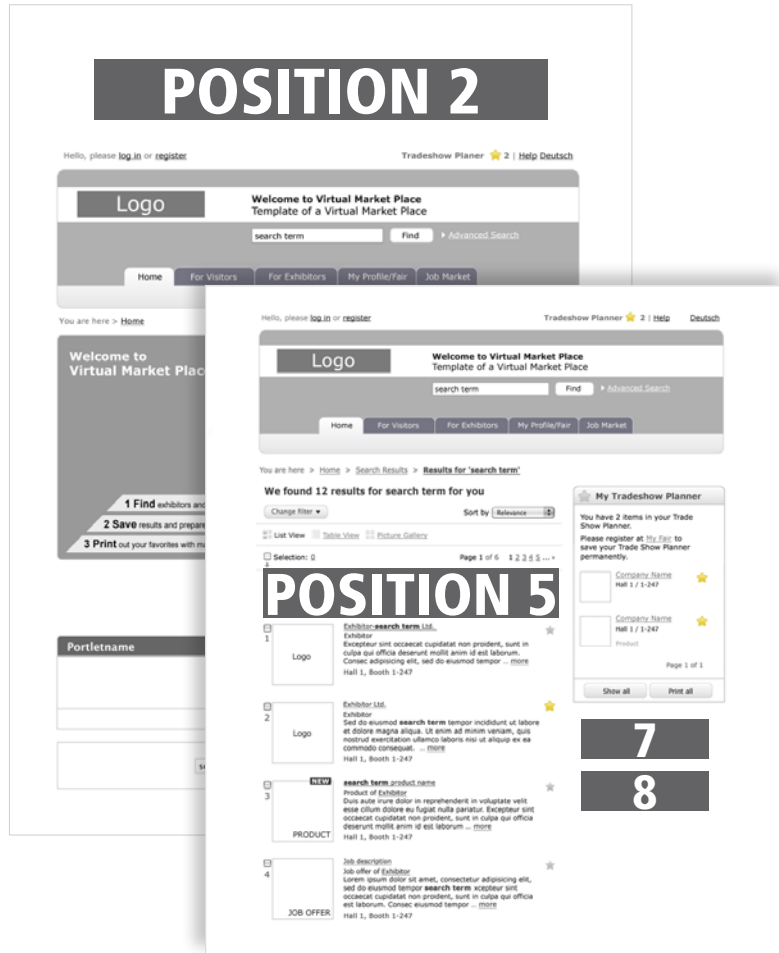 POSITION 2
Hello, please log in or register
Tradeshow Planer 2 | Help Deutsch
Logo
Welcome to Virtual Market Place
Template of a Virtual Market Place
search term Find Advanced Search
Home For Visitors For Exhibitors My Profile/Fair Job Market
You are here > Home
Welcome to
Virtual Market Plac
1 Find exhibitors and
2 Save results and prepare
3 Print out your favorites with m
Portletname
Hello, please log in or register
Tradeshow Planner 2 | Help Deutsch
Logo
Welcome to Virtual Market Place
Template of a Virtual Market Place
search term Find Advanced Search
Home For Visitors For Exhibitors My Profile/Fair Job Market
You are here > Home > Search Results > Results for 'search term'
We found 12 results for search term for you
Change filter Sort by Relevance
List View Table View Picture Gallery
Selection: 0 Page 1 of 6 1 2 3 4 5 ...
POSITION 5
1
Logo
Exhibitor-search term Ltd.
Exhibitor
Excepteur sint occaecat cupidatat non proident, sunt in
culpa qui officia deserunt mollit anim id est laborum.
Consec adipisicing elit, sed do eiusmod tempor ... more
Hall 1, Booth 1-247
2
Logo
Exhibitor Ltd.
Exhibitor
Sed do eiusmod search term tempor incididunt ut labore
et dolore magna aliqua. Ut enim ad minim veniam, quis
nostrud exercitation ullamco laboris nisi ut aliquip ex ea
commodo consequat. ... more
Hall 1, Booth 1-247
3
NEW
PRODUCT
search term product name
Product of Exhibitor
Duis aute irure dolor in reprehenderit in voluptate velit
esse cillum dolore eu fugiat nulla pariatur. Excepteur sint
occaecat cupidatat non proident, sunt in culpa qui officia
deserunt mollit anim id est laborum ... more
Hall 1, Booth 1-247
4
JOB OFFER
Job description
Job offer of Exhibitor
Lorem ipsum dolor sit amet, consectetur adipisicing elit,
sed do eiusmod tempor search term xcepteur sint
occaecat cupidatat non proident, sunt in culpa qui officia
est laborum. Consec eiusmod tempor ... more
Hall 1, Booth 1-247
My Tradeshow Planner
You have 2 items in your Trade
Show Planner.
Please register at My Fair to
save your Trade Show Planner
permanently.
Company Name
Hall 1 / 1-247
Company Name
Hall 1 / 1-247
Product
Page 1 of 1
Show all Print all
7
8